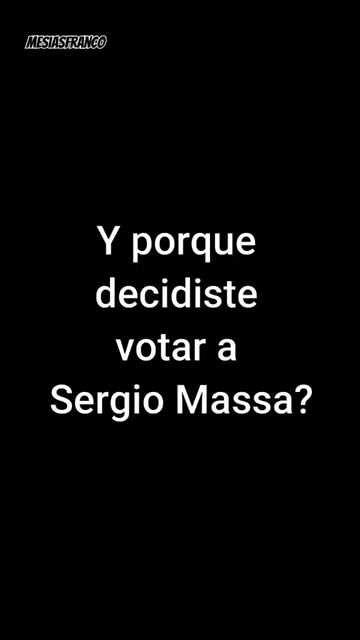 MESIASFRANCO
Y porque
decidiste
votar a
Sergio Massa?